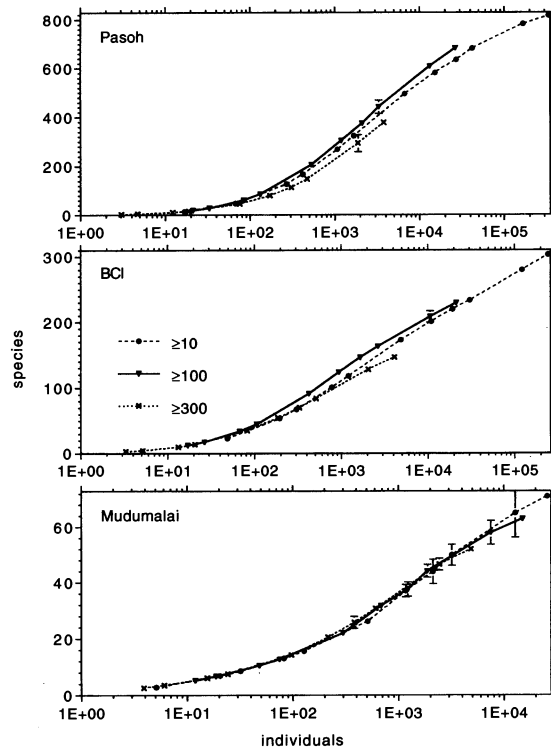 Pasoh
800
600
400
200
0
1E+00 1E+01 1E+02 1E+03 1E+04 1E+05
BCI
300
200
100
0
≥10
≥100
≥300
1E+00 1E+01 1E+02 1E+03 1E+04 1E+05
species
Mudumalai
60
40
20
0
1E+00 1E+01 1E+02 1E+03 1E+04
individuals